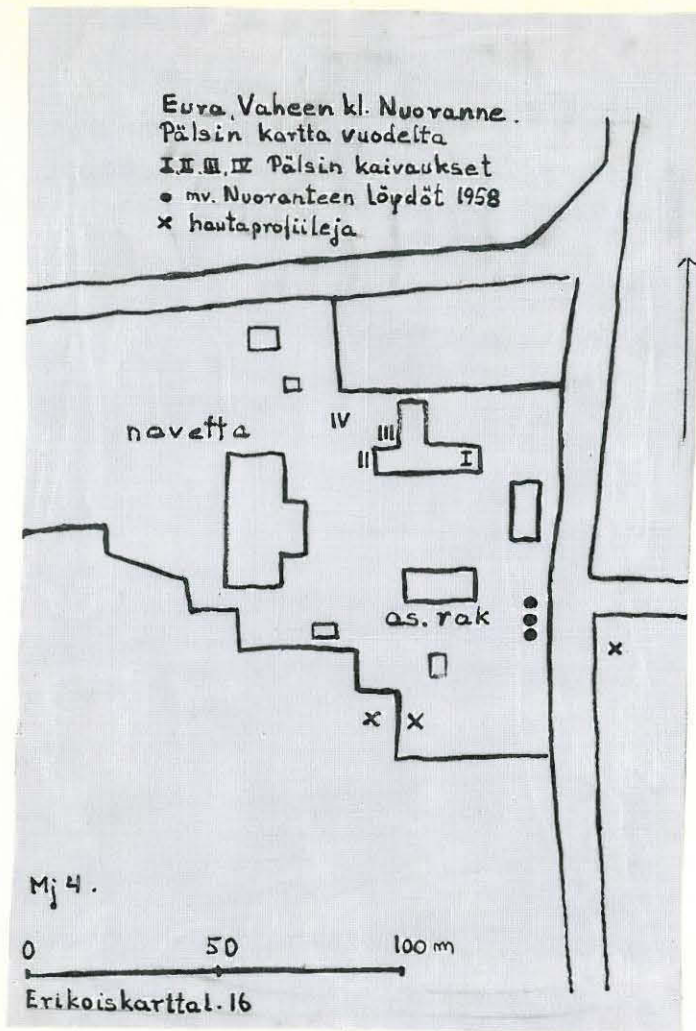 Eura, Vaheen kl. Nuoranne.
Pälsin kartta vuodelta
I.II.III.IV Pälsin kaivaukset
• mv. Nuoranteen löydöt 1958
x hautaprofiileja
navetta
IV
III
II
I
as. rak
x
x x
Mj 4.
0 50 100 m
Erikoiskarttal. 16